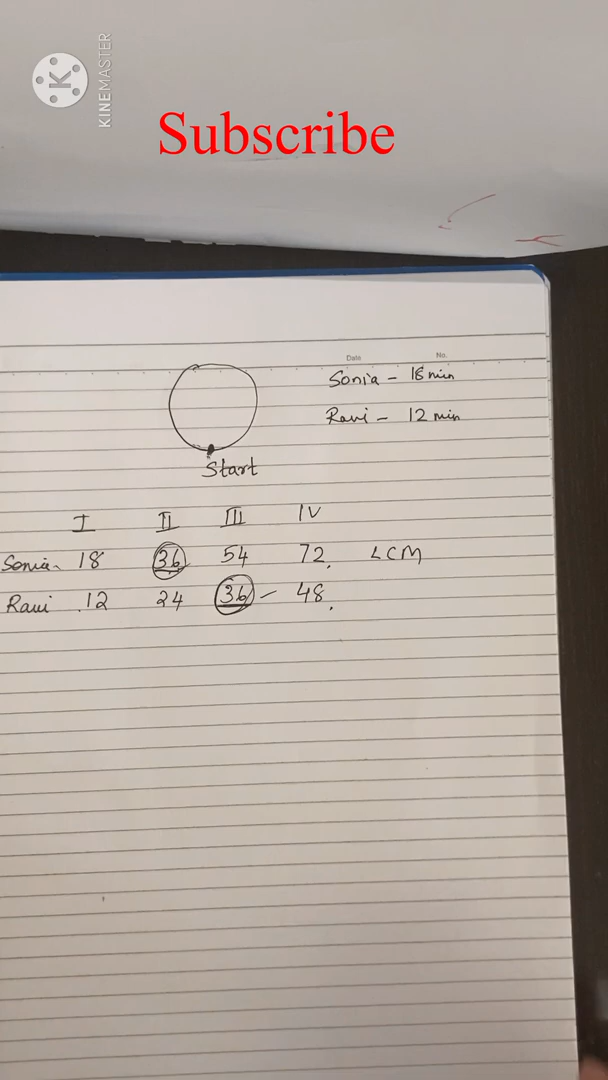 KINEMASTER
Subscribe
Date No.
Sonia - 18 min
Ravi - 12 min
Start
I II III IV
Sonia - 18 36 54 72 LCM
Ravi 12 24 36 - 48